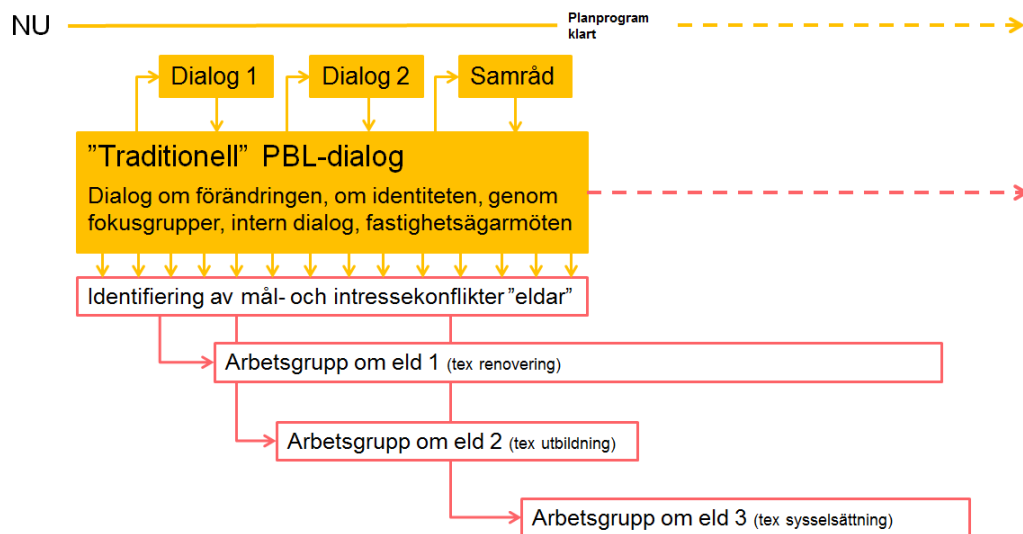 NU
Planprogram
klart
Dialog 1
Dialog 2
Samråd
”Traditionell” PBL-dialog
Dialog om förändringen, om identiteten, genom
fokusgrupper, intern dialog, fastighetsägarmöten
Identifiering av mål- och intressekonflikter ”eldar”
Arbetsgrupp om eld 1 (tex renovering)
Arbetsgrupp om eld 2 (tex utbildning)
Arbetsgrupp om eld 3 (tex sysselsättning)